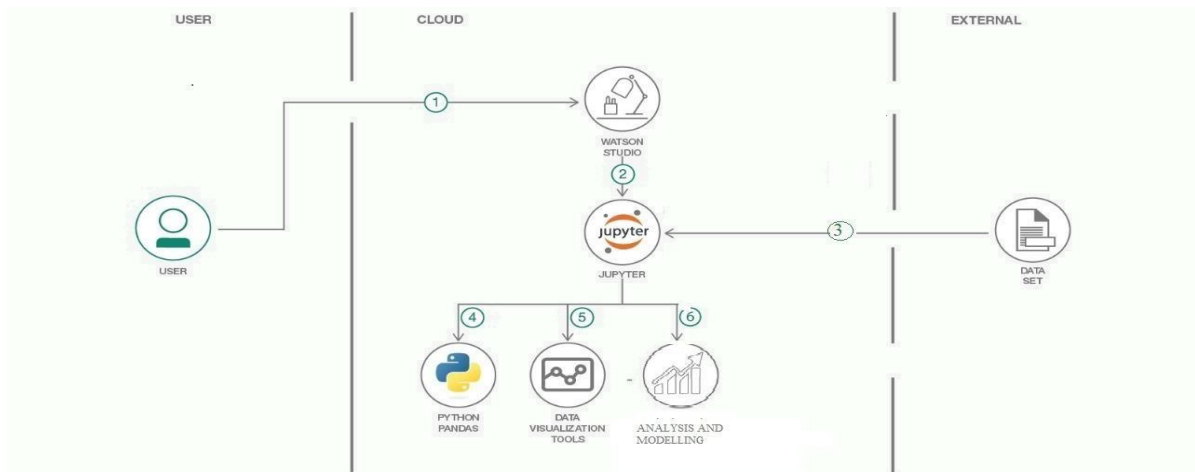 USER
CLOUD
EXTERNAL
1
WATSON
STUDIO
2
jupyter
JUPYTER
3
USER
DATA
SET
4
5
6
PYTHON
PANDAS
DATA
VISUALIZATION
TOOLS
ANALYSIS AND
MODELLING